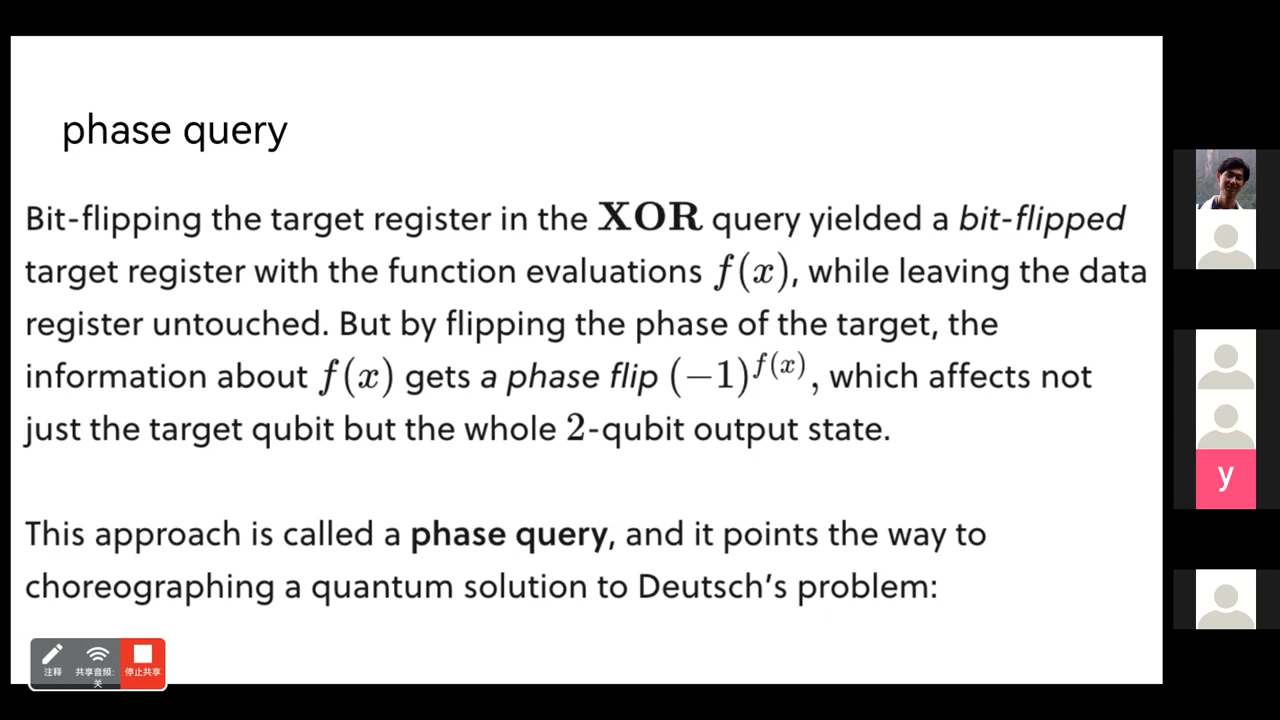 phase query
Bit-flipping the target register in the XOR query yielded a bit-flipped
target register with the function evaluations f(x), while leaving the data
register untouched. But by flipping the phase of the target, the
information about f(x) gets a phase flip (−1)^{f(x)}, which affects not
just the target qubit but the whole 2-qubit output state.
This approach is called a phase query, and it points the way to
choreographing a quantum solution to Deutsch’s problem:
注释
共享音频:
关
停止共享
y